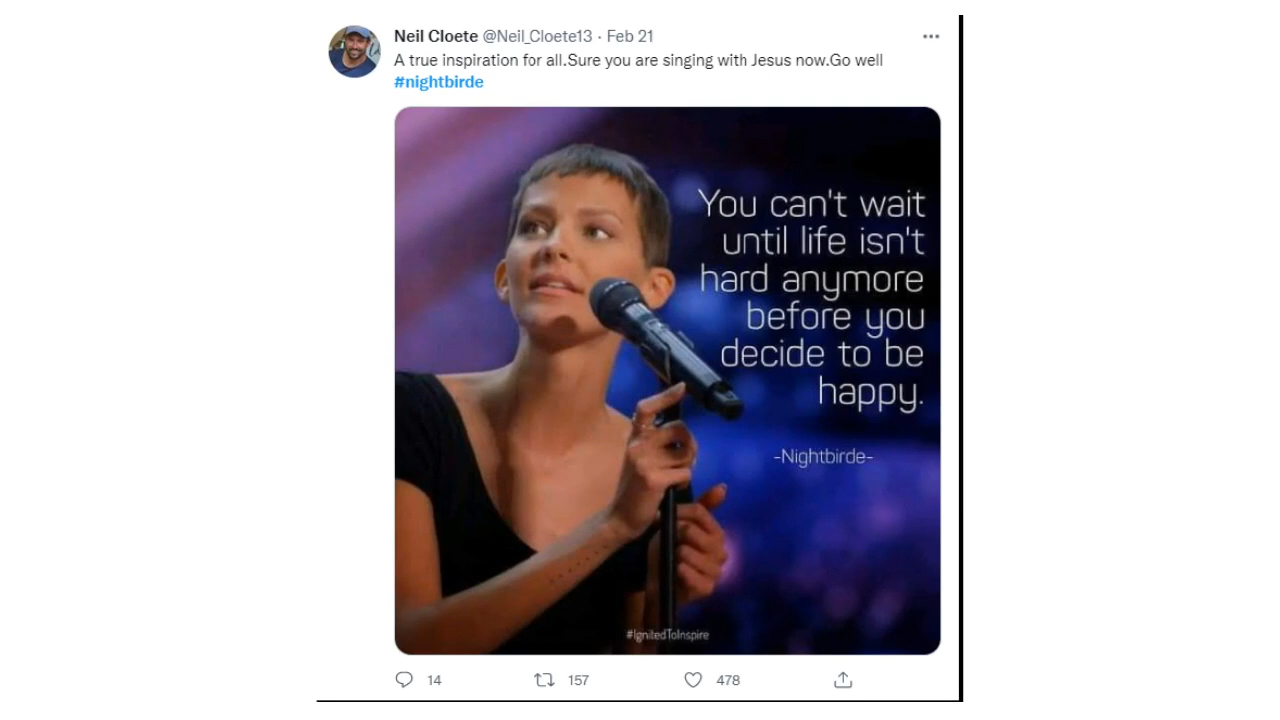 Neil Cloete @Neil_Cloete13 · Feb 21
A true inspiration for all.Sure you are singing with Jesus now.Go well
#nightbirde
You can't wait
until life isn't
hard anymore
before you
decide to be
happy.
-Nightbirde-
#IgnitedToInspire
14 157 478